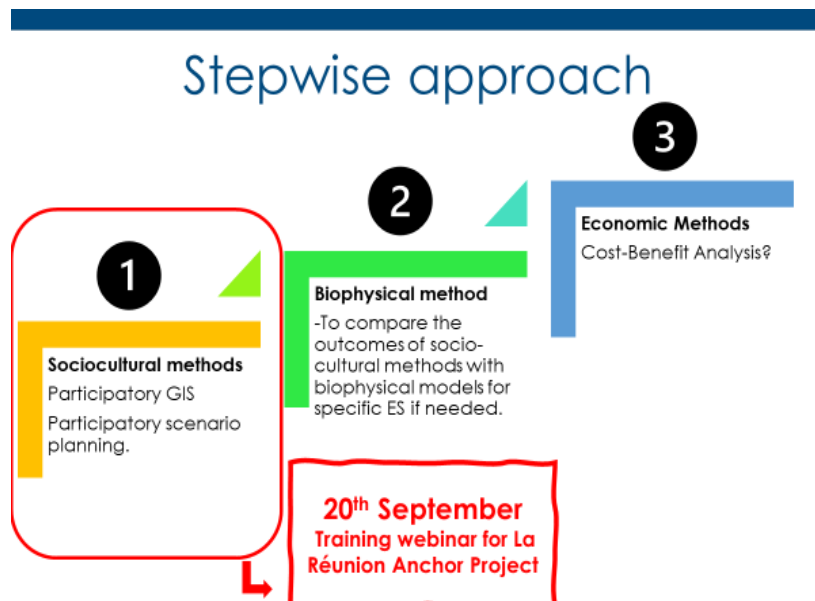 Stepwise approach
1
Sociocultural methods
Participatory GIS
Participatory scenario
planning.
2
Biophysical method
-To compare the
outcomes of socio-
cultural methods with
biophysical models for
specific ES if needed.
3
Economic Methods
Cost-Benefit Analysis?
20th September
Training webinar for La
Réunion Anchor Project